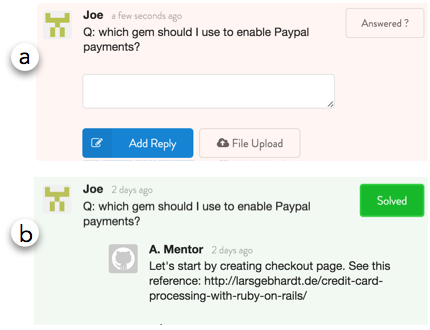 Joe a few seconds ago
Answered ?
Q: which gem should I use to enable Paypal
payments?
a
Add Reply
File Upload
Joe 2 days ago
Solved
Q: which gem should I use to enable Paypal
payments?
b
A. Mentor 2 days ago
Let's start by creating checkout page. See this
reference: http://larsgebhardt.de/credit-card-
processing-with-ruby-on-rails/